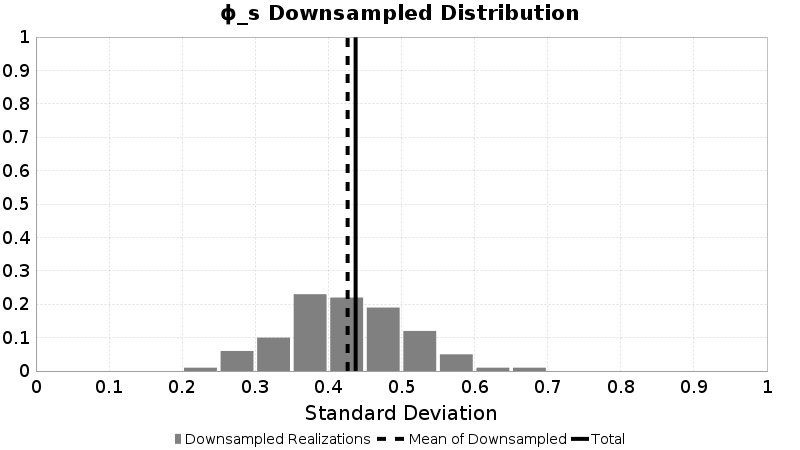 ϕ_s Downsampled Distribution
1
0.9
0.8
0.7
0.6
0.5
0.4
0.3
0.2
0.1
0
0 0.1 0.2 0.3 0.4 0.5 0.6 0.7 0.8 0.9 1
Standard Deviation
Downsampled Realizations Mean of Downsampled Total